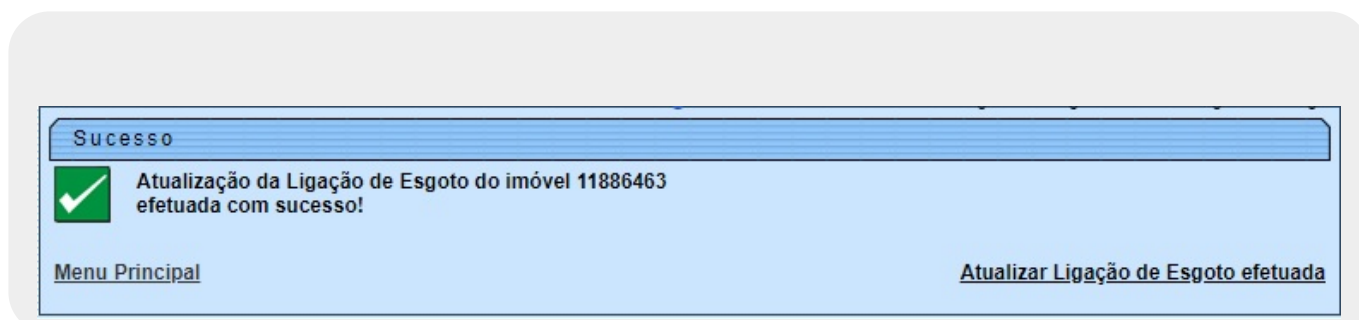 Sucesso
Atualização da Ligação de Esgoto do imóvel 11886463
efetuada com sucesso!
Menu Principal
Atualizar Ligação de Esgoto efetuada